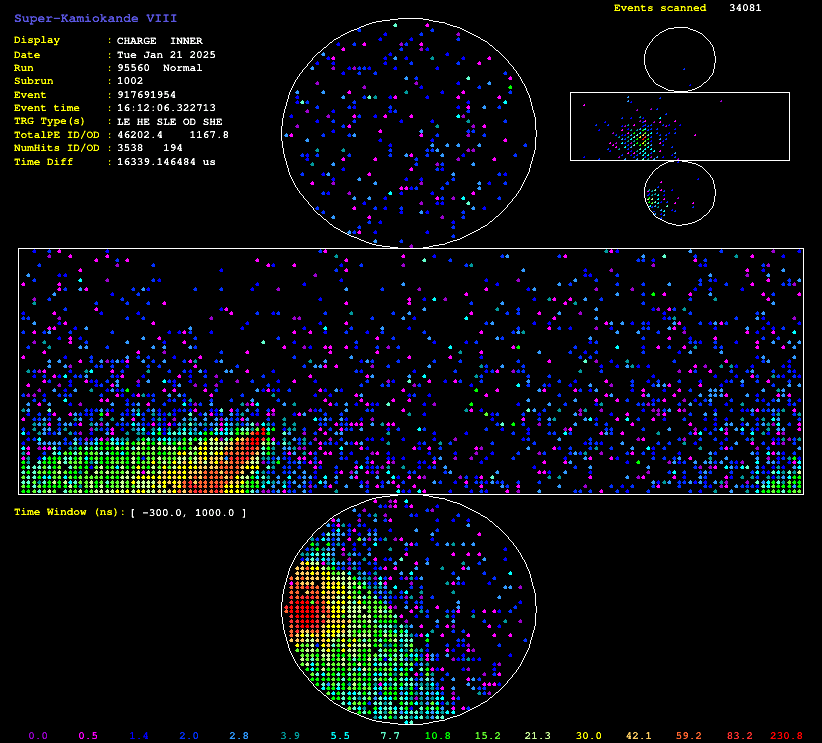 Super-Kamiokande VIII
Events scanned 34081
Display : CHARGE INNER
Date : Tue Jan 21 2025
Run : 95560 Normal
Subrun : 1002
Event : 917691954
Event time : 16:12:06.322713
TRG Type(s) : LE HE SLE OD SHE
TotalPE ID/OD : 46202.4 1167.8
NumHits ID/OD : 3538 194
Time Diff : 16339.146484 us
Time Window (ns): [ -300.0, 1000.0 ]
0.0 0.5 1.4 2.0 2.8 3.9 5.5 7.7 10.8 15.2 21.3 30.0 42.1 59.2 83.2 230.8